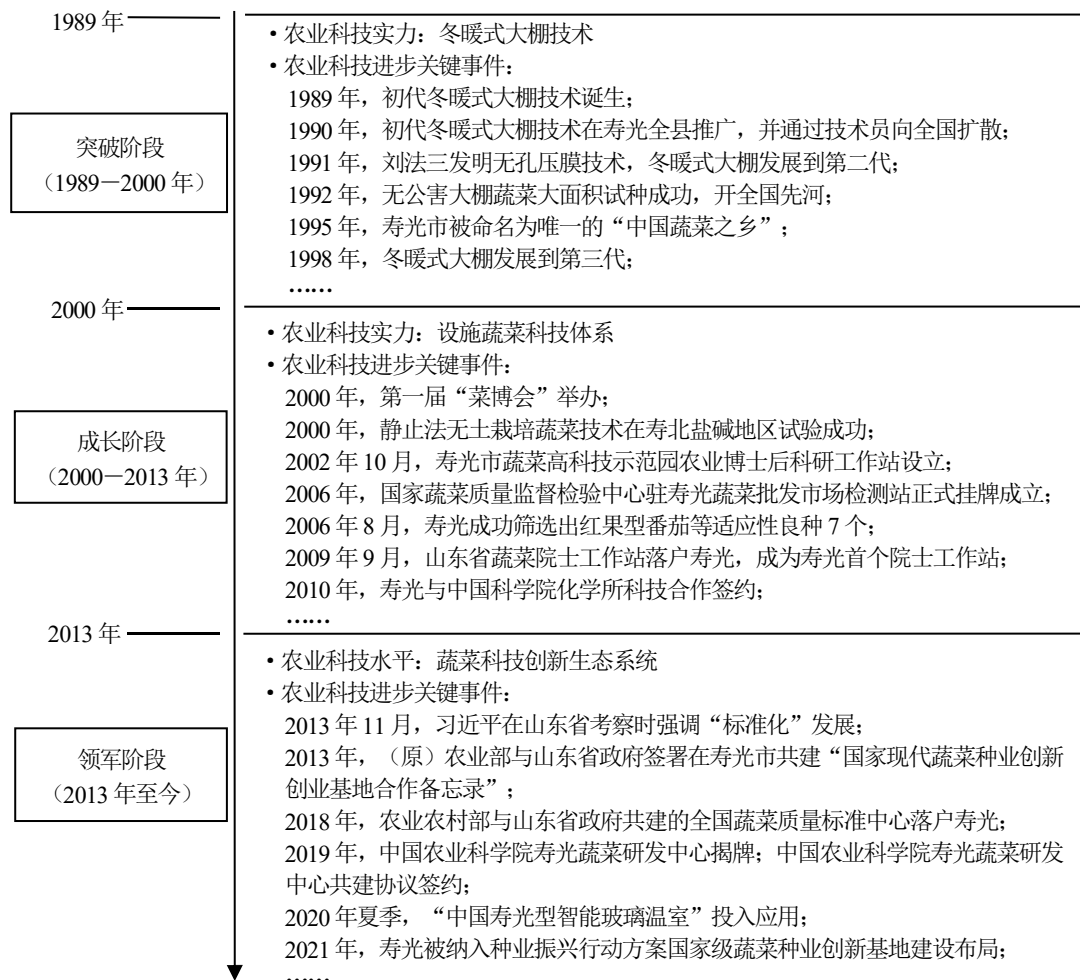 1989 年
• 农业科技实力：冬暖式大棚技术
• 农业科技进步关键事件：
1989 年，初代冬暖式大棚技术诞生；
1990 年，初代冬暖式大棚技术在寿光全县推广，并通过技术员向全国扩散；
1991 年，刘法三发明无孔压膜技术，冬暖式大棚发展到第二代；
1992 年，无公害大棚蔬菜大面积试种成功，开全国先河；
1995 年，寿光市被命名为唯一的“中国蔬菜之乡”；
1998 年，冬暖式大棚发展到第三代；
……
突破阶段
（1989－2000 年）
2000 年
• 农业科技实力：设施蔬菜科技体系
• 农业科技进步关键事件：
2000 年，第一届“菜博会”举办；
2000 年，静止法无土栽培蔬菜技术在寿北盐碱地区试验成功；
2002 年 10 月，寿光市蔬菜高科技示范园农业博士后科研工作站设立；
2006 年，国家蔬菜质量监督检验中心驻寿光蔬菜批发市场检测站正式挂牌成立；
2006 年 8 月，寿光成功筛选出红果型番茄等适应性良种 7 个；
2009 年 9 月，山东省蔬菜院士工作站落户寿光，成为寿光首个院士工作站；
2010 年，寿光与中国科学院化学所科技合作签约；
……
成长阶段
（2000－2013 年）
2013 年
• 农业科技水平：蔬菜科技创新生态系统
• 农业科技进步关键事件：
2013 年 11 月，习近平在山东省考察时强调“标准化”发展；
2013 年，（原）农业部与山东省政府签署在寿光市共建“国家现代蔬菜种业创新
创业基地合作备忘录”；
2018 年，农业农村部与山东省政府共建的全国蔬菜质量标准中心落户寿光；
2019 年，中国农业科学院寿光蔬菜研发中心揭牌；中国农业科学院寿光蔬菜研发
中心共建协议签约；
2020 年夏季，“中国寿光型智能玻璃温室”投入应用；
2021 年，寿光被纳入种业振兴行动方案国家级蔬菜种业创新基地建设布局；
……
领军阶段
（2013 年至今）